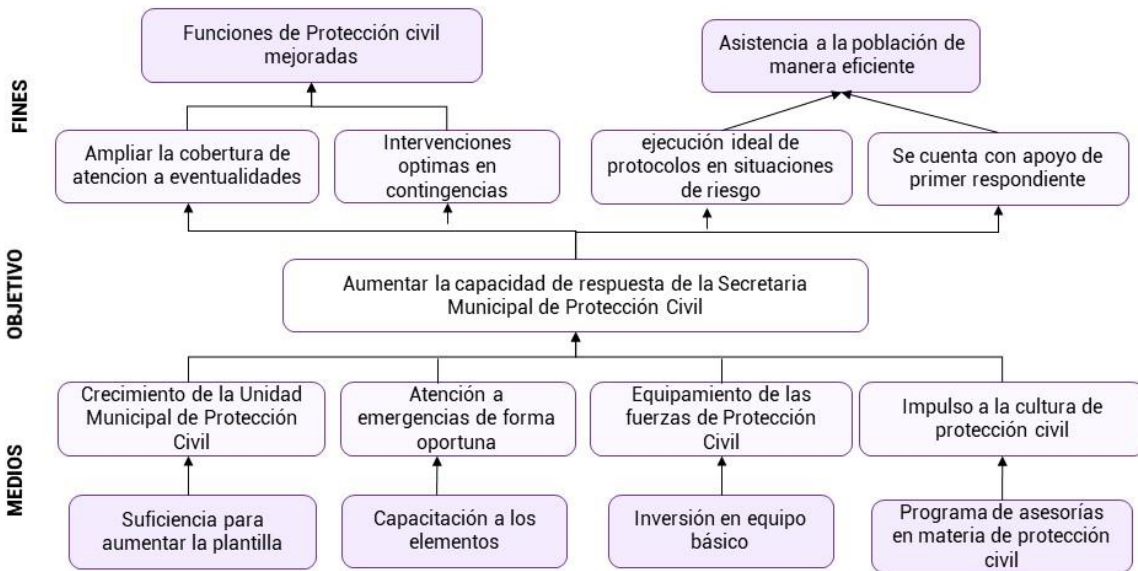 FINES
Funciones de Protección civil
mejoradas
Asistencia a la población de
manera eficiente
Ampliar la cobertura de
atencion a eventualidades
Intervenciones
optimas en
contingencias
ejecución ideal de
protocolos en situaciones
de riesgo
Se cuenta con apoyo de
primer respondiente
OBJETIVO
Aumentar la capacidad de respuesta de la Secretaria
Municipal de Protección Civil
MEDIOS
Crecimiento de la Unidad
Municipal de Protección
Civil
Atención a
emergencias de forma
oportuna
Equipamiento de las
fuerzas de Protección
Civil
Impulso a la cultura de
protección civil
Suficiencia para
aumentar la plantilla
Capacitación a los
elementos
Inversión en equipo
básico
Programa de asesorías
en materia de protección
civil